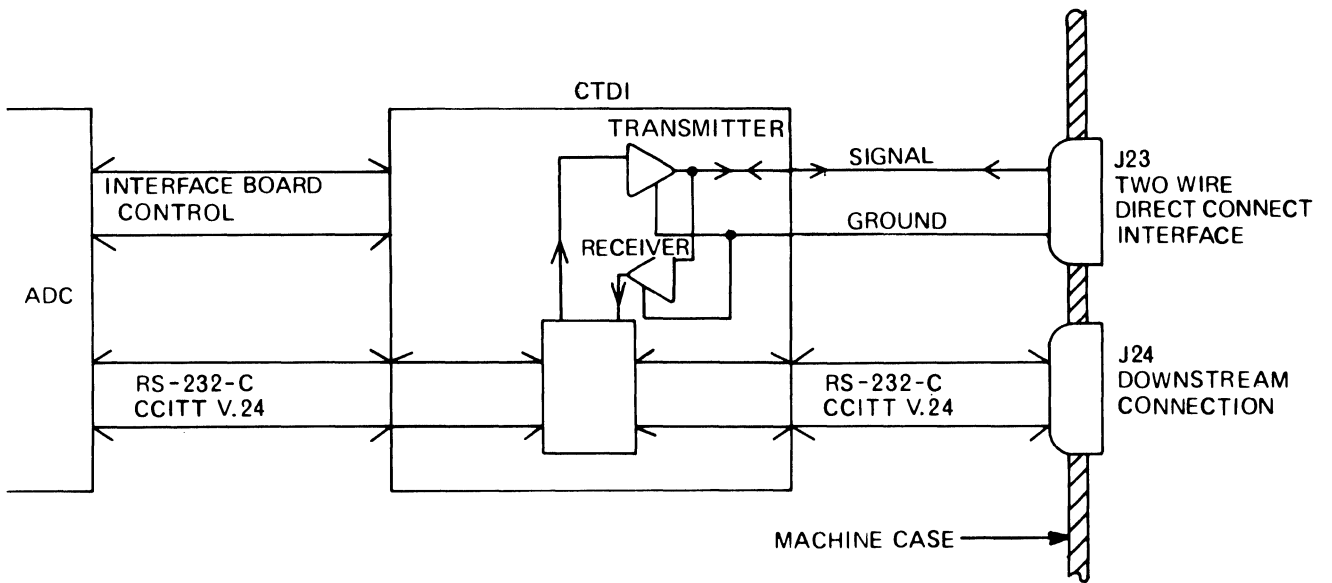 CTDI
TRANSMITTER
SIGNAL
J23
TWO WIRE
DIRECT CONNECT
INTERFACE
INTERFACE BOARD
CONTROL
GROUND
RECEIVER
ADC
RS-232-C
CCITT V.24
RS-232-C
CCITT V.24
J24
DOWNSTREAM
CONNECTION
MACHINE CASE